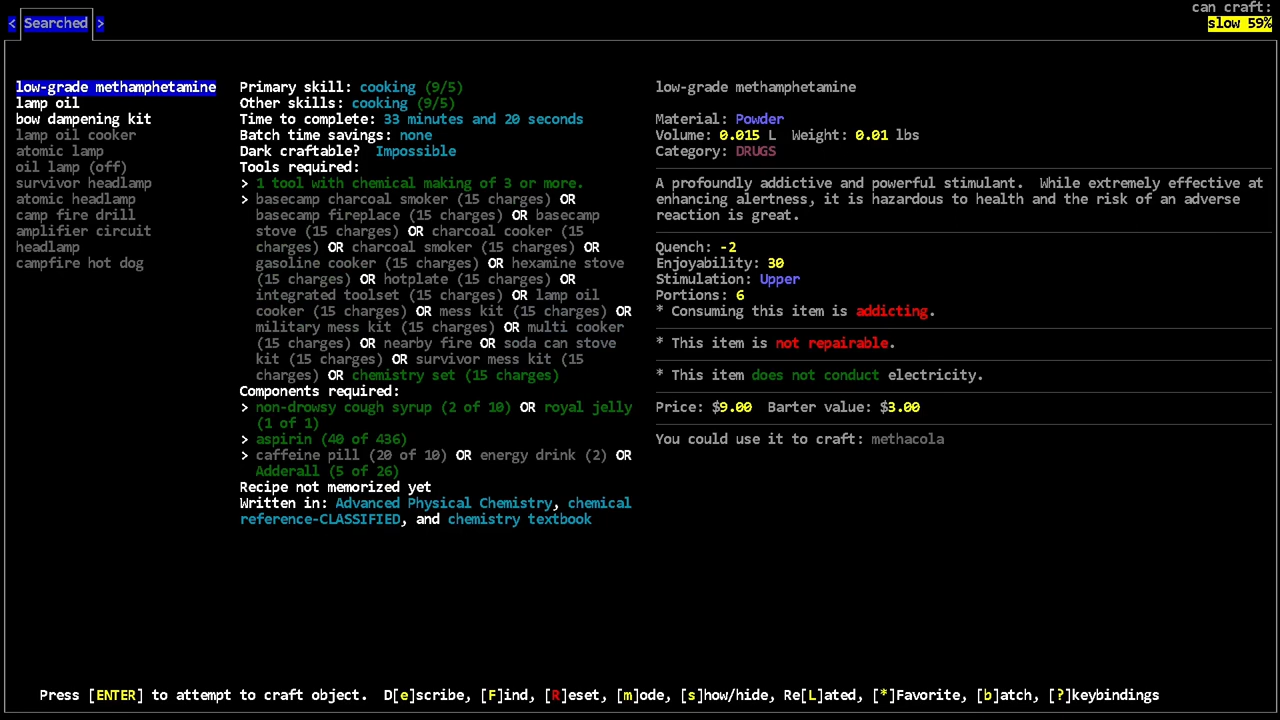 can craft:
< Searched >
slow 59%
low-grade methamphetamine
lamp oil
bow dampening kit
lamp oil cooker
atomic lamp
oil lamp (off)
survivor headlamp
atomic headlamp
camp fire drill
amplifier circuit
headlamp
campfire hot dog
Primary skill: cooking (9/5)
Other skills: cooking (9/5)
Time to complete: 33 minutes and 20 seconds
Batch time savings: none
Dark craftable?  Impossible
Tools required:
> 1 tool with chemical making of 3 or more.
> basecamp charcoal smoker (15 charges) OR
basecamp fireplace (15 charges) OR basecamp
stove (15 charges) OR charcoal cooker (15
charges) OR charcoal smoker (15 charges) OR
gasoline cooker (15 charges) OR hexamine stove
(15 charges) OR hotplate (15 charges) OR
integrated toolset (15 charges) OR lamp oil
cooker (15 charges) OR mess kit (15 charges) OR
military mess kit (15 charges) OR multi cooker
(15 charges) OR nearby fire OR soda can stove
kit (15 charges) OR survivor mess kit (15
charges) OR chemistry set (15 charges)
Components required:
> non-drowsy cough syrup (2 of 10) OR royal jelly
(1 of 1)
> aspirin (40 of 436)
> caffeine pill (20 of 10) OR energy drink (2) OR
Adderall (5 of 26)
Recipe not memorized yet
Written in: Advanced Physical Chemistry, chemical
reference-CLASSIFIED, and chemistry textbook
low-grade methamphetamine
Material: Powder
Volume: 0.015 L  Weight: 0.01 lbs
Category: DRUGS
A profoundly addictive and powerful stimulant.  While extremely effective at
enhancing alertness, it is hazardous to health and the risk of an adverse
reaction is great.
Quench: -2
Enjoyability: 30
Stimulation: Upper
Portions: 6
* Consuming this item is addicting.
* This item is not repairable.
* This item does not conduct electricity.
Price: $9.00  Barter value: $3.00
You could use it to craft: methacola
Press [ENTER] to attempt to craft object.  D[e]scribe, [F]ind, [R]eset, [m]ode, [s]how/hide, Re[L]ated, [*]Favorite, [b]atch, [?]keybindings